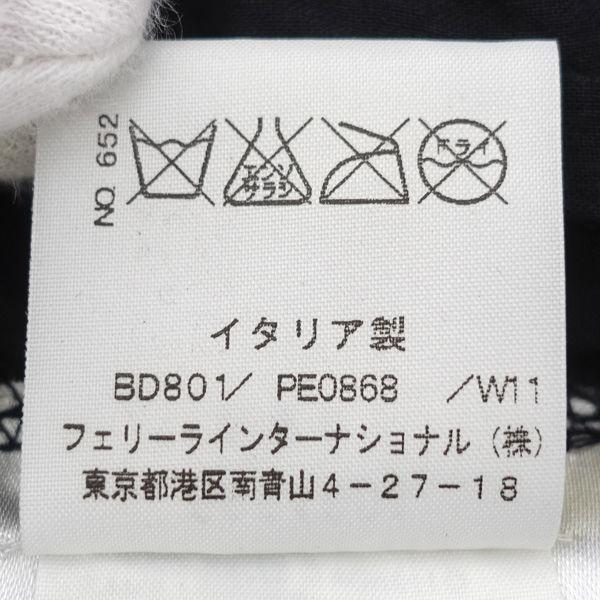 NO. 652
エンソ
サラシ
ドライ
イタリア製
BD801/ PE0868 /W11
フェリーラインターナショナル(株)
東京都港区南青山4-27-18